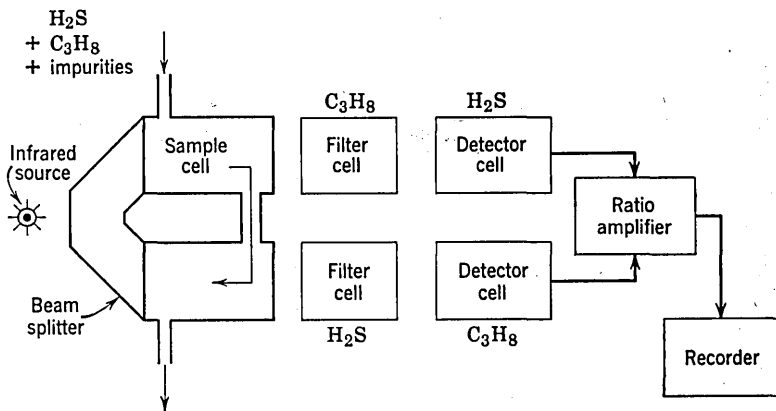 H₂S
+ C₃H₈
+ impurities
C₃H₈
H₂S
Infrared
source
Sample
cell
Filter
cell
Detector
cell
Ratio
amplifier
Filter
cell
Detector
cell
Beam
splitter
H₂S
C₃H₈
Recorder